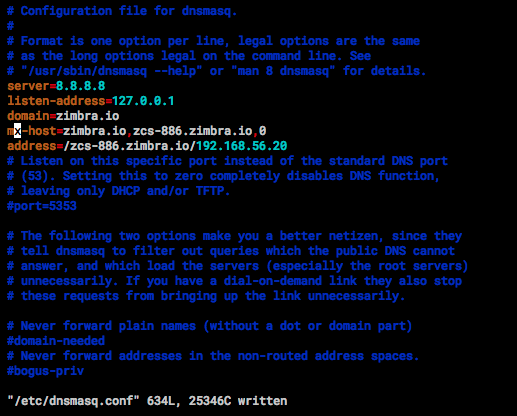 # Configuration file for dnsmasq.
#
# Format is one option per line, legal options are the same
# as the long options legal on the command line. See
# "/usr/sbin/dnsmasq --help" or "man 8 dnsmasq" for details.
server=8.8.8.8
listen-address=127.0.0.1
domain=zimbra.io
mx-host=zimbra.io,zcs-886.zimbra.io,0
address=/zcs-886.zimbra.io/192.168.56.20
# Listen on this specific port instead of the standard DNS port
# (53). Setting this to zero completely disables DNS function,
# leaving only DHCP and/or TFTP.
#port=5353
# The following two options make you a better netizen, since they
# tell dnsmasq to filter out queries which the public DNS cannot
# answer, and which load the servers (especially the root servers)
# unnecessarily. If you have a dial-on-demand link they also stop
# these requests from bringing up the link unnecessarily.
# Never forward plain names (without a dot or domain part)
#domain-needed
# Never forward addresses in the non-routed address spaces.
#bogus-priv
"/etc/dnsmasq.conf" 634L, 25346C written